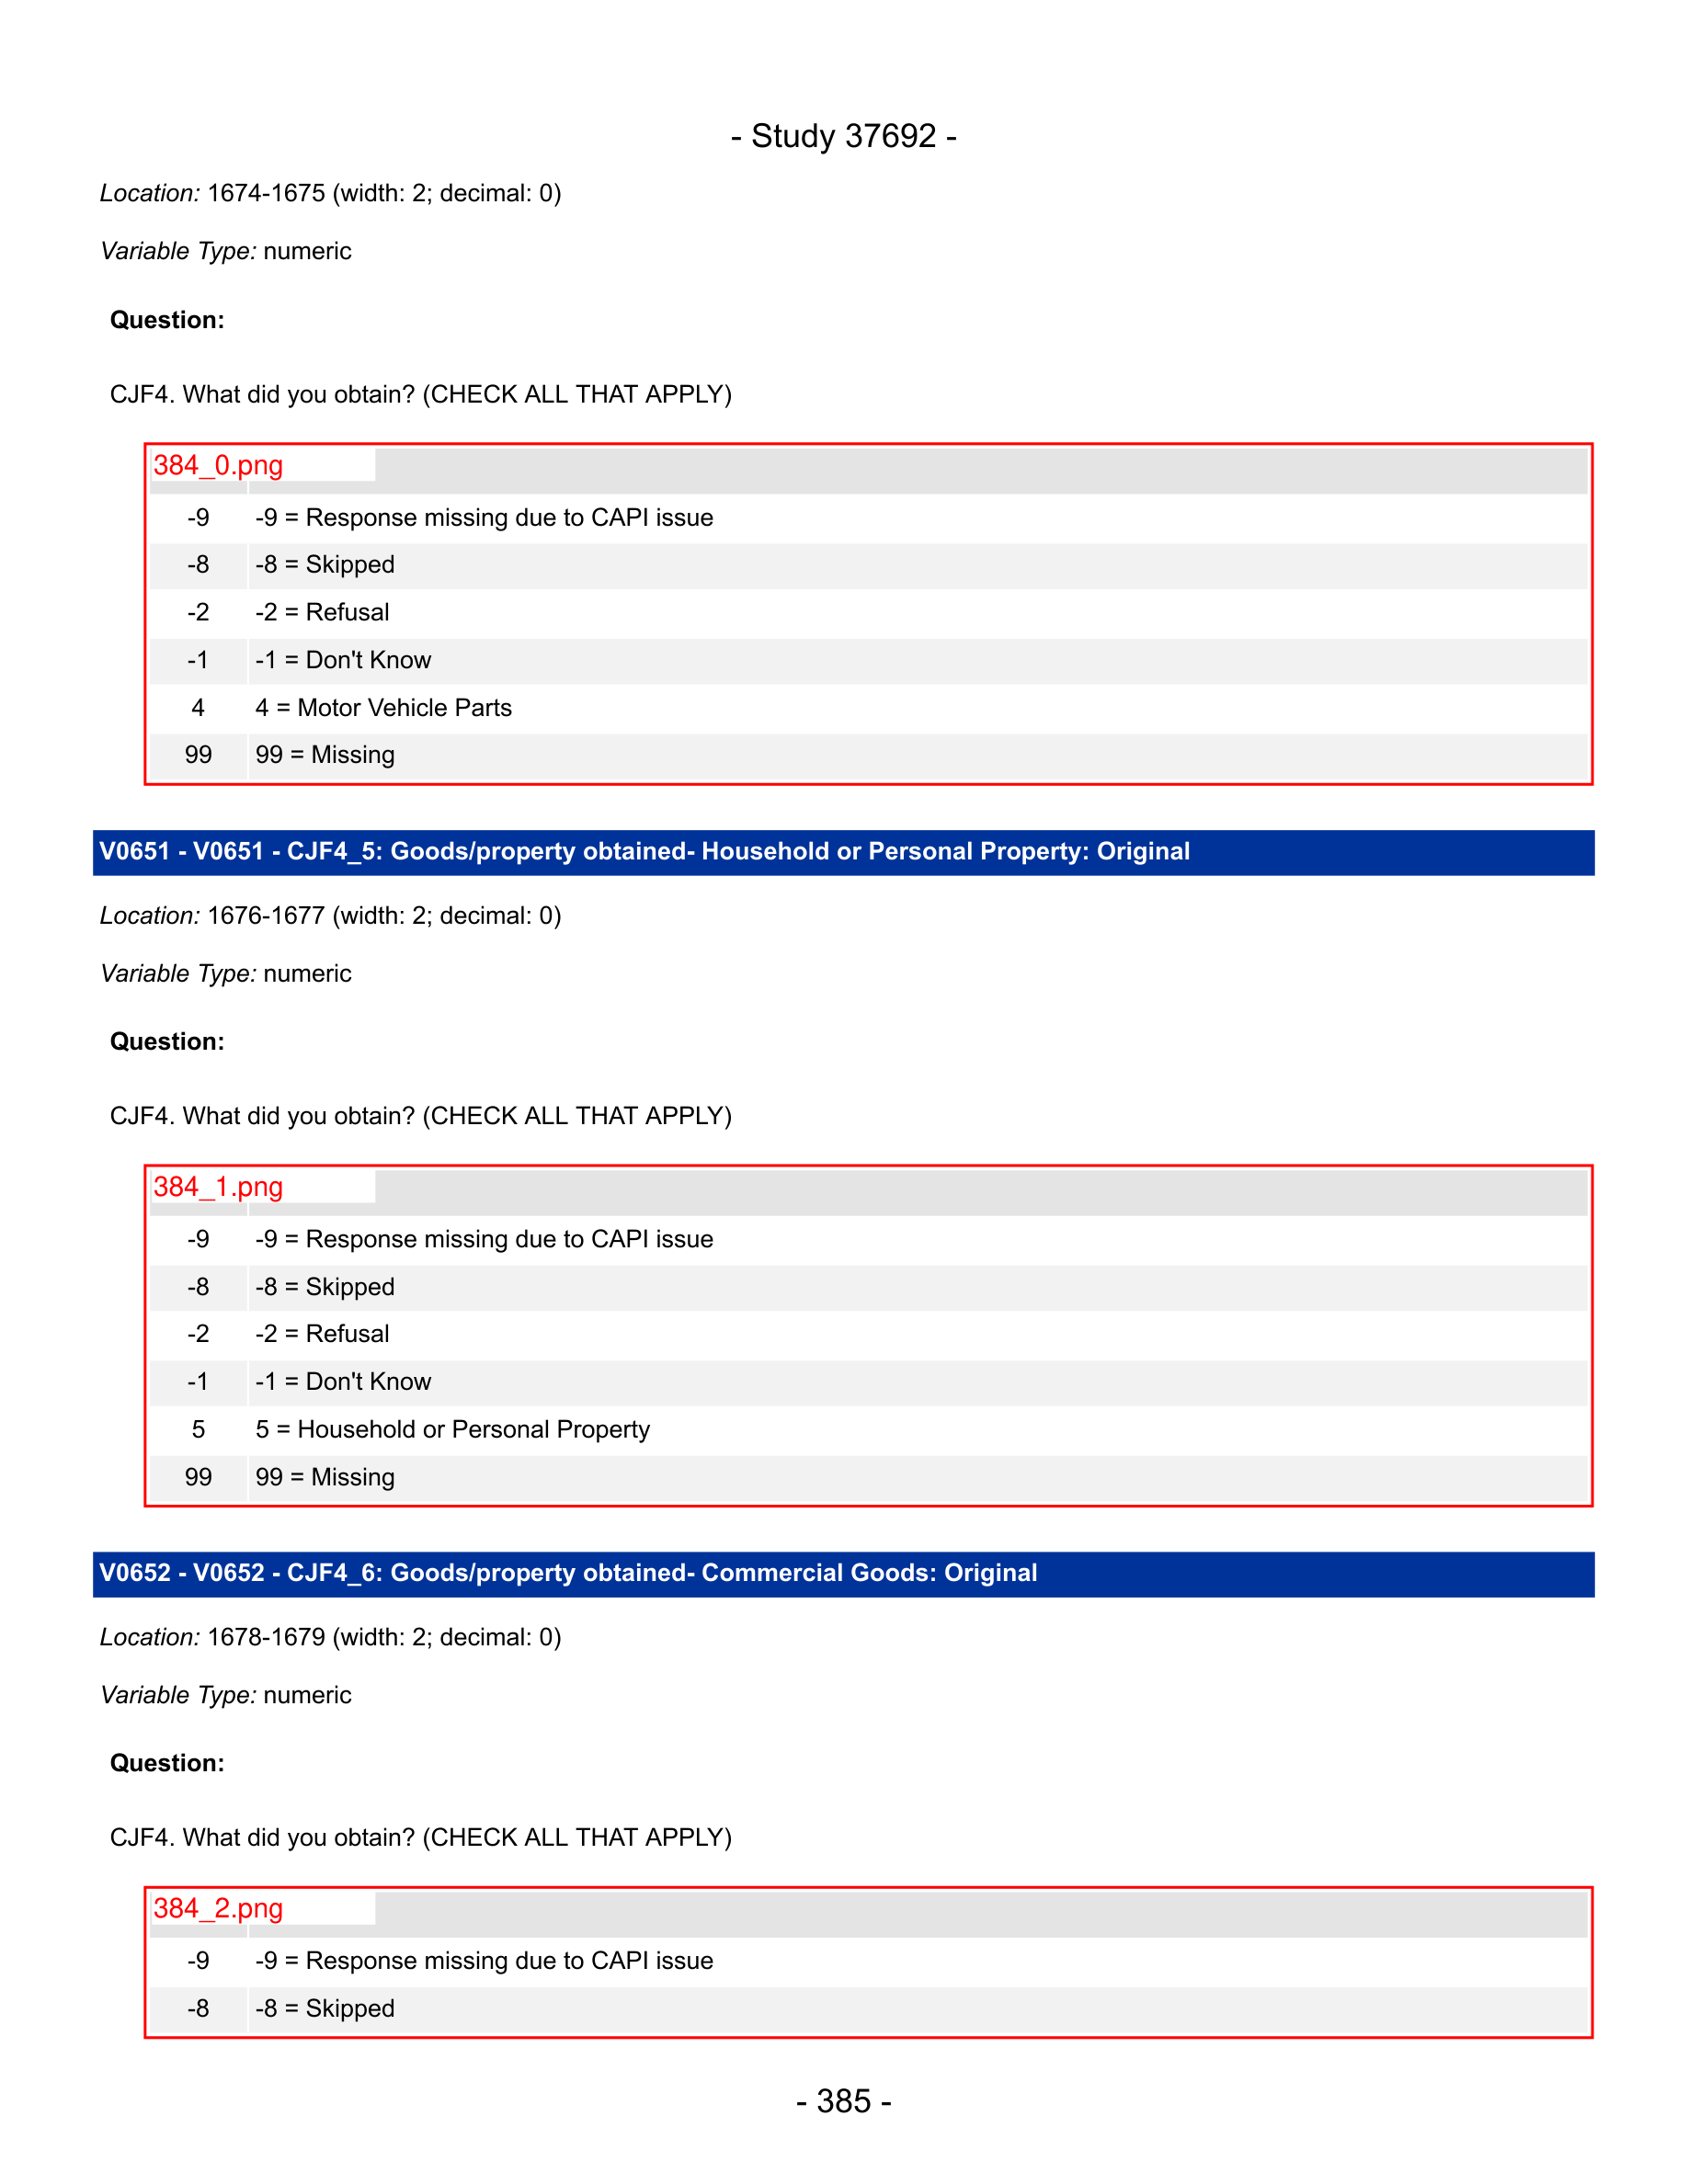 - Study 37692 -
Location: 1674-1675 (width: 2; decimal: 0)
Variable Type: numeric
Question:
CJF4. What did you obtain? (CHECK ALL THAT APPLY)
384_0.png
-9 -9 = Response missing due to CAPI issue
-8 -8 = Skipped
-2 -2 = Refusal
-1 -1 = Don't Know
4 4 = Motor Vehicle Parts
99 99 = Missing
V0651 - V0651 - CJF4_5: Goods/property obtained- Household or Personal Property: Original
Location: 1676-1677 (width: 2; decimal: 0)
Variable Type: numeric
Question:
CJF4. What did you obtain? (CHECK ALL THAT APPLY)
384_1.png
-9 -9 = Response missing due to CAPI issue
-8 -8 = Skipped
-2 -2 = Refusal
-1 -1 = Don't Know
5 5 = Household or Personal Property
99 99 = Missing
V0652 - V0652 - CJF4_6: Goods/property obtained- Commercial Goods: Original
Location: 1678-1679 (width: 2; decimal: 0)
Variable Type: numeric
Question:
CJF4. What did you obtain? (CHECK ALL THAT APPLY)
384_2.png
-9 -9 = Response missing due to CAPI issue
-8 -8 = Skipped
- 385 -